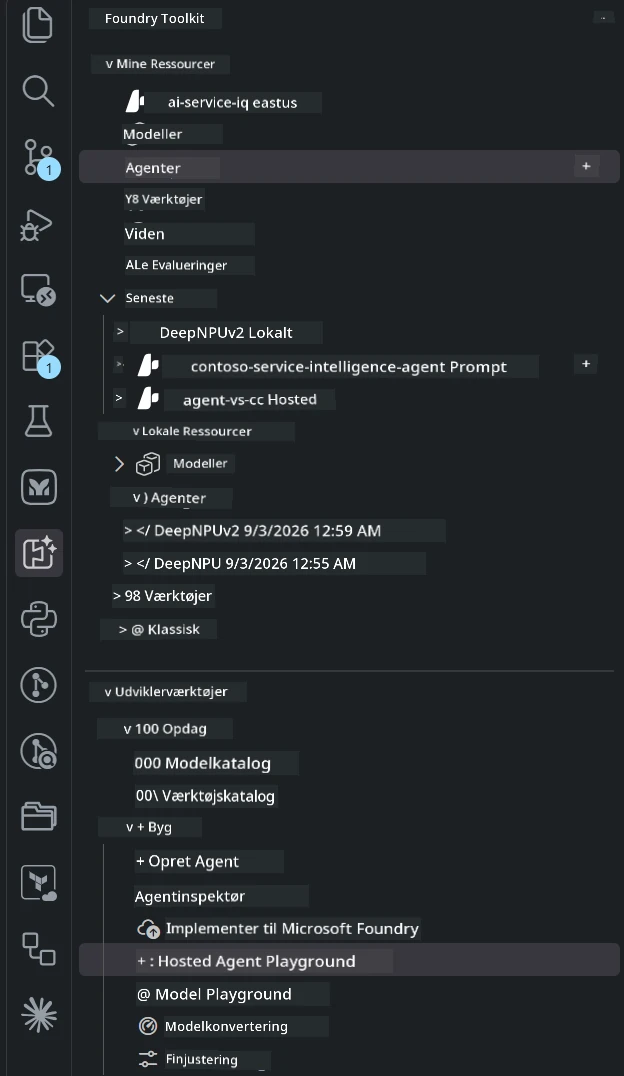 Foundry Toolkit
v Mine Ressourcer
ai-service-iq eastus
Modeller
Agenter
+
Y8 Værktøjer
Viden
ALe Evalueringer
Seneste
> DeepNPUv2 Lokalt
> contoso-service-intelligence-agent Prompt
+
> agent-vs-cc Hosted
v Lokale Ressourcer
Modeller
v ) Agenter
> </ DeepNPUv2 9/3/2026 12:59 AM
> </ DeepNPU 9/3/2026 12:55 AM
> 98 Værktøjer
> @ Klassisk
1
1
v Udviklerværktøjer
v 100 Opdag
000 Modelkatalog
00\ Værktøjskatalog
v + Byg
+ Opret Agent
Agentinspektør
Implementer til Microsoft Foundry
+ : Hosted Agent Playground
@ Model Playground
Modelkonvertering
Finjustering